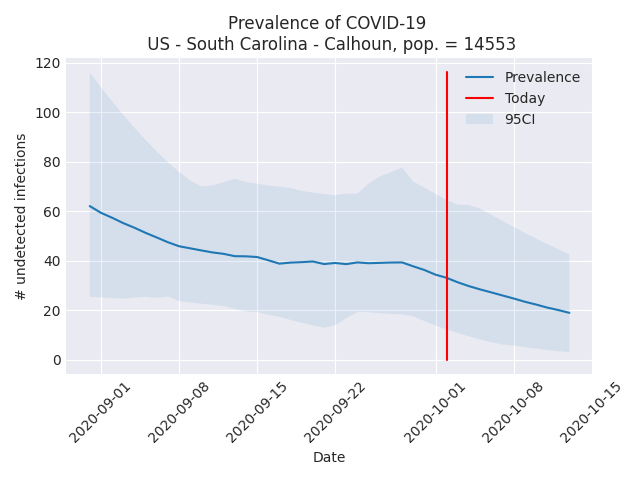 Prevalence of COVID-19
US - South Carolina - Calhoun, pop. = 14553
120
100
80
60
40
20
0
# undetected infections
Prevalence
Today
95CI
2020-09-01
2020-09-08
2020-09-15
2020-09-22
2020-10-01
2020-10-08
2020-10-15
Date